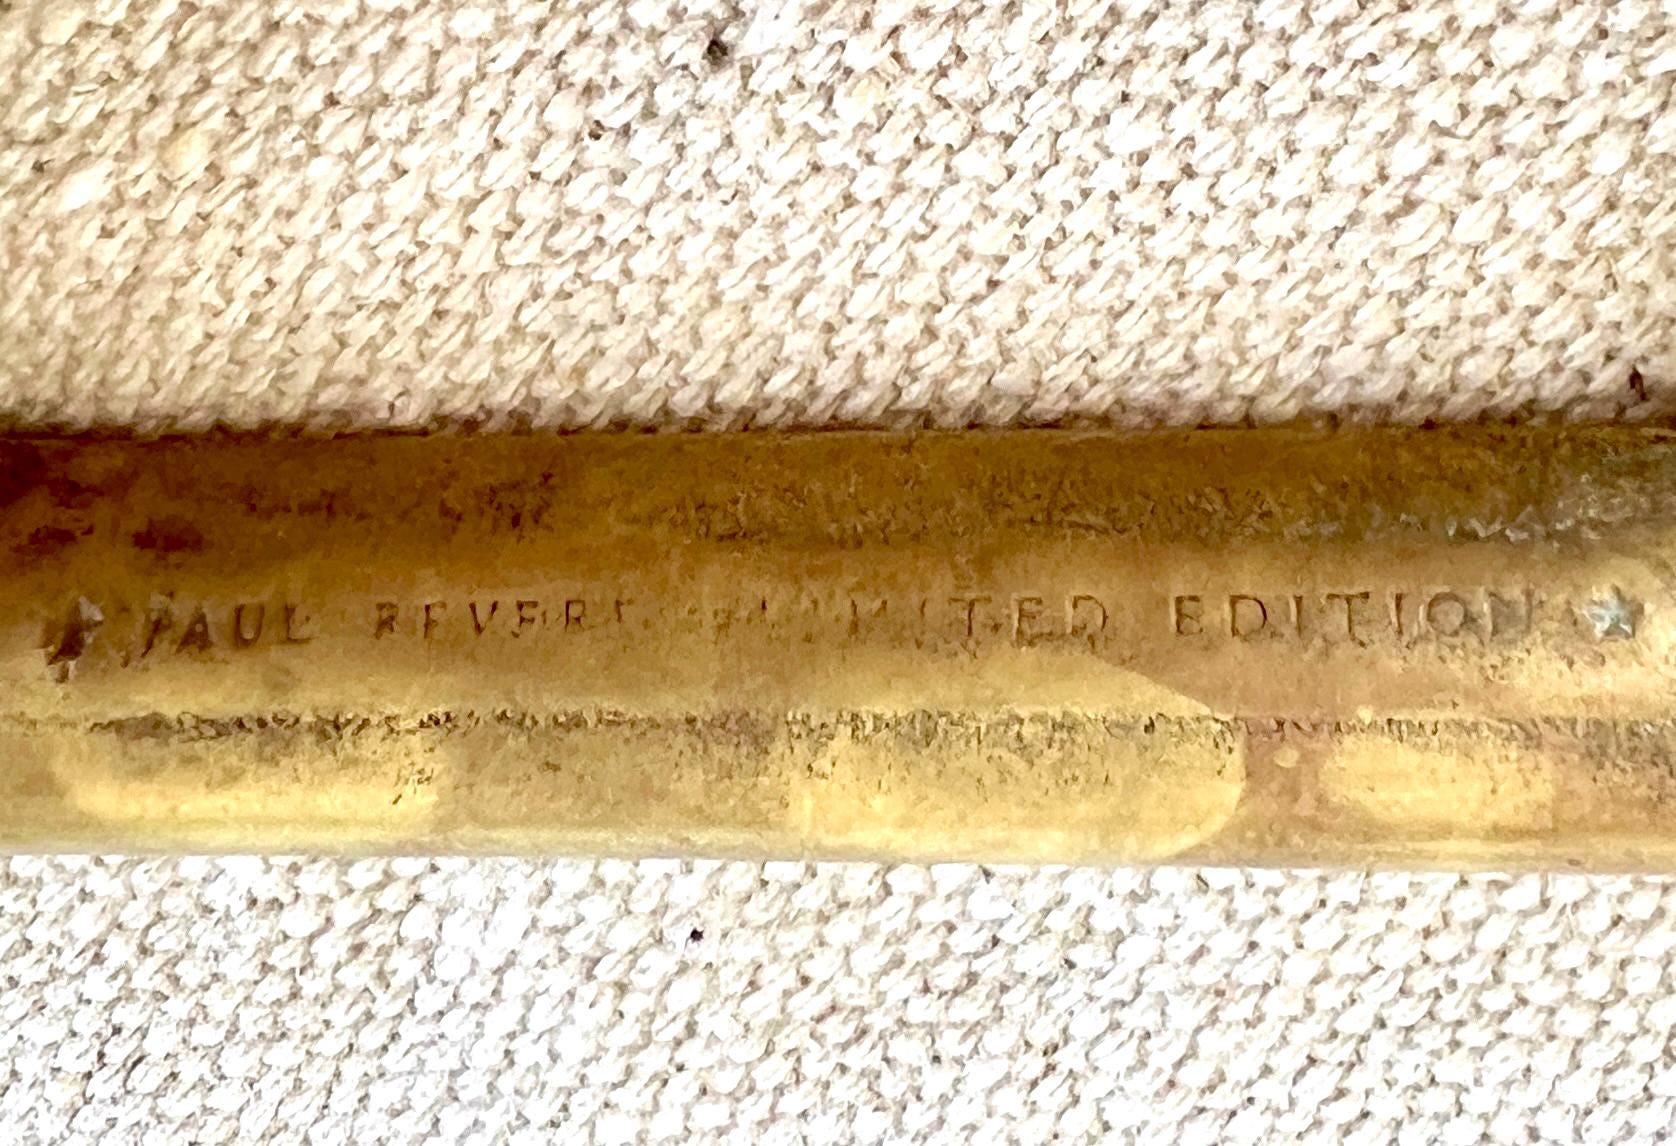 ★ PAUL REVERE LIMITED EDITION ★